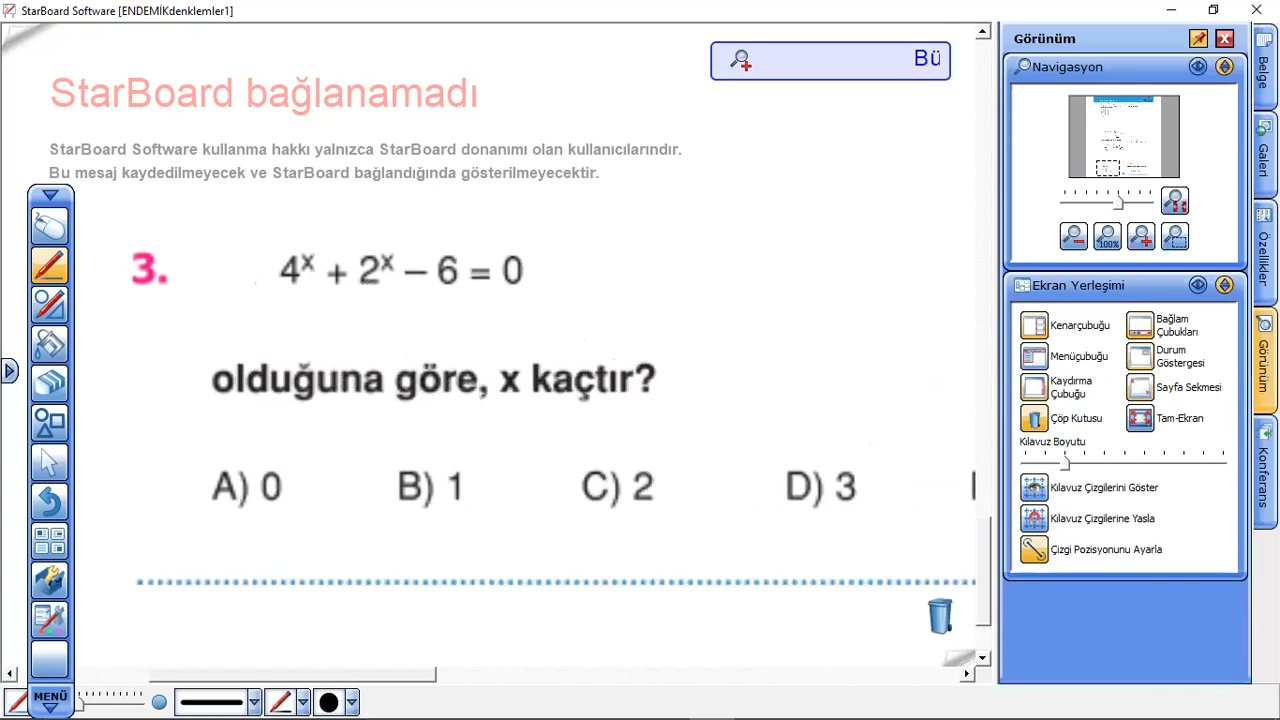 StarBoard Software [ENDEMİKdenklemler1]
StarBoard bağlanamadı
Bü
StarBoard Software kullanma hakkı yalnızca StarBoard donanımı olan kullanıcılarındır.
Bu mesaj kaydedilmeyecek ve StarBoard bağlandığında gösterilmeyecektir.
3. 4ˣ + 2ˣ – 6 = 0
olduğuna göre, x kaçtır?
A) 0 B) 1 C) 2 D) 3
MENÜ
Görünüm
Navigasyon
100%
Ekran Yerleşimi
Kenarçubuğu
Bağlam Çubukları
Menüçubuğu
Durum Göstergesi
Kaydırma Çubuğu
Sayfa Sekmesi
Çöp Kutusu
Tam-Ekran
Kılavuz Boyutu
Kılavuz Çizgilerini Göster
Kılavuz Çizgilerine Yasla
Çizgi Pozisyonunu Ayarla
Belge
Galeri
Özellikler
Görünüm
Konferans